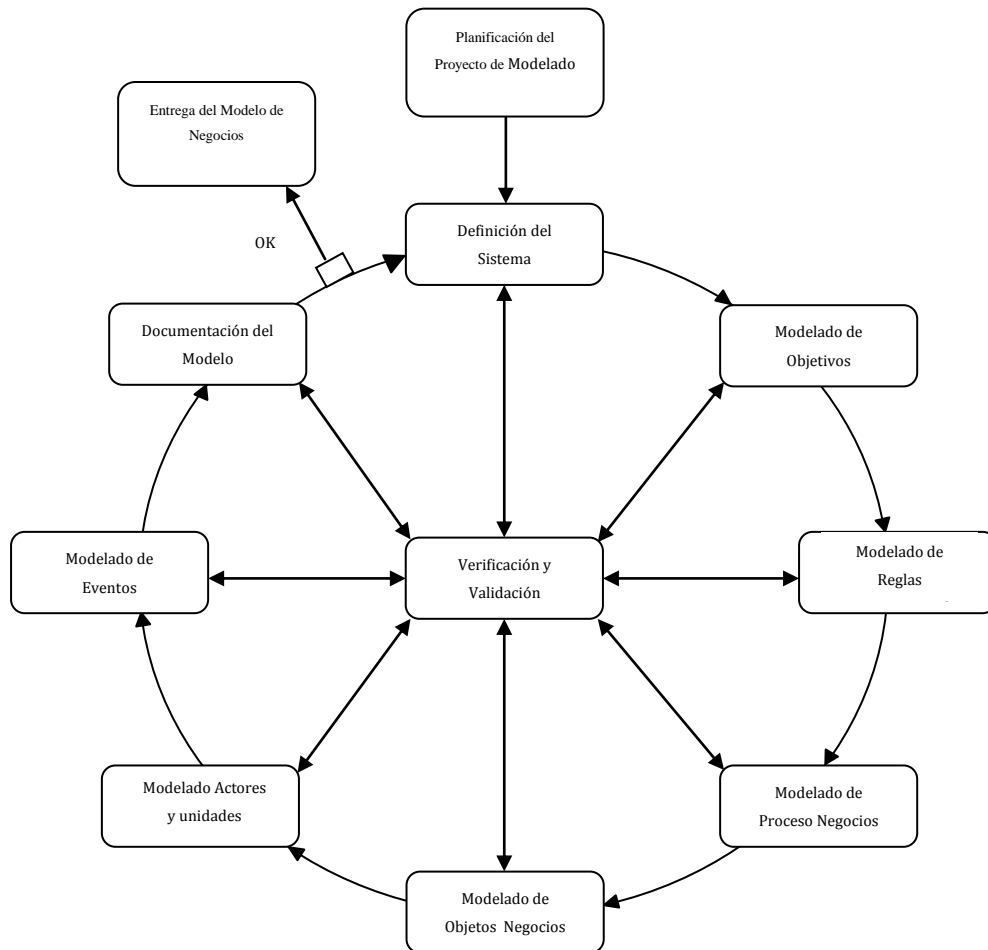 Planificación del
Proyecto de Modelado
Entrega del Modelo de
Negocios
OK
Definición del
Sistema
Documentación del
Modelo
Modelado de
Objetivos
Modelado de
Eventos
Verificación y
Validación
Modelado de
Reglas
Modelado Actores
y unidades
Modelado de
Proceso Negocios
Modelado de
Objetos Negocios